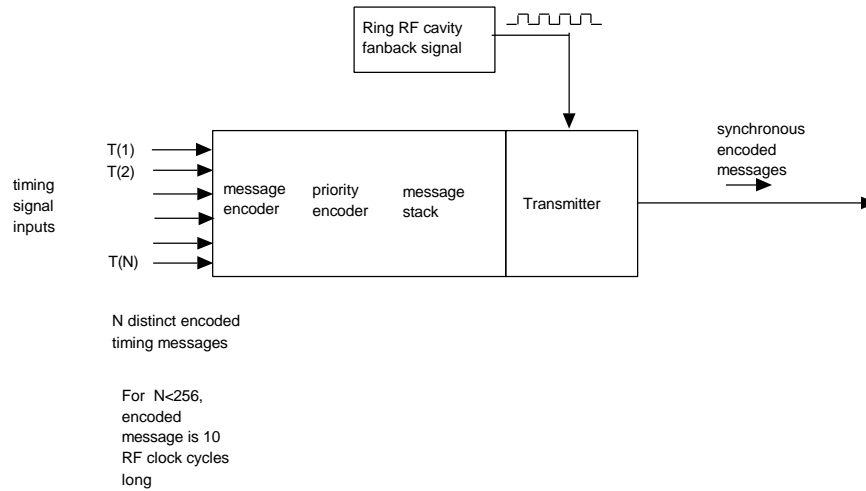 Ring RF cavity
fanback signal
T(1)
T(2)
T(N)
timing
signal
inputs
message
encoder
priority
encoder
message
stack
Transmitter
synchronous
encoded
messages
N distinct encoded
timing messages
For N<256,
encoded
message is 10
RF clock cycles
long